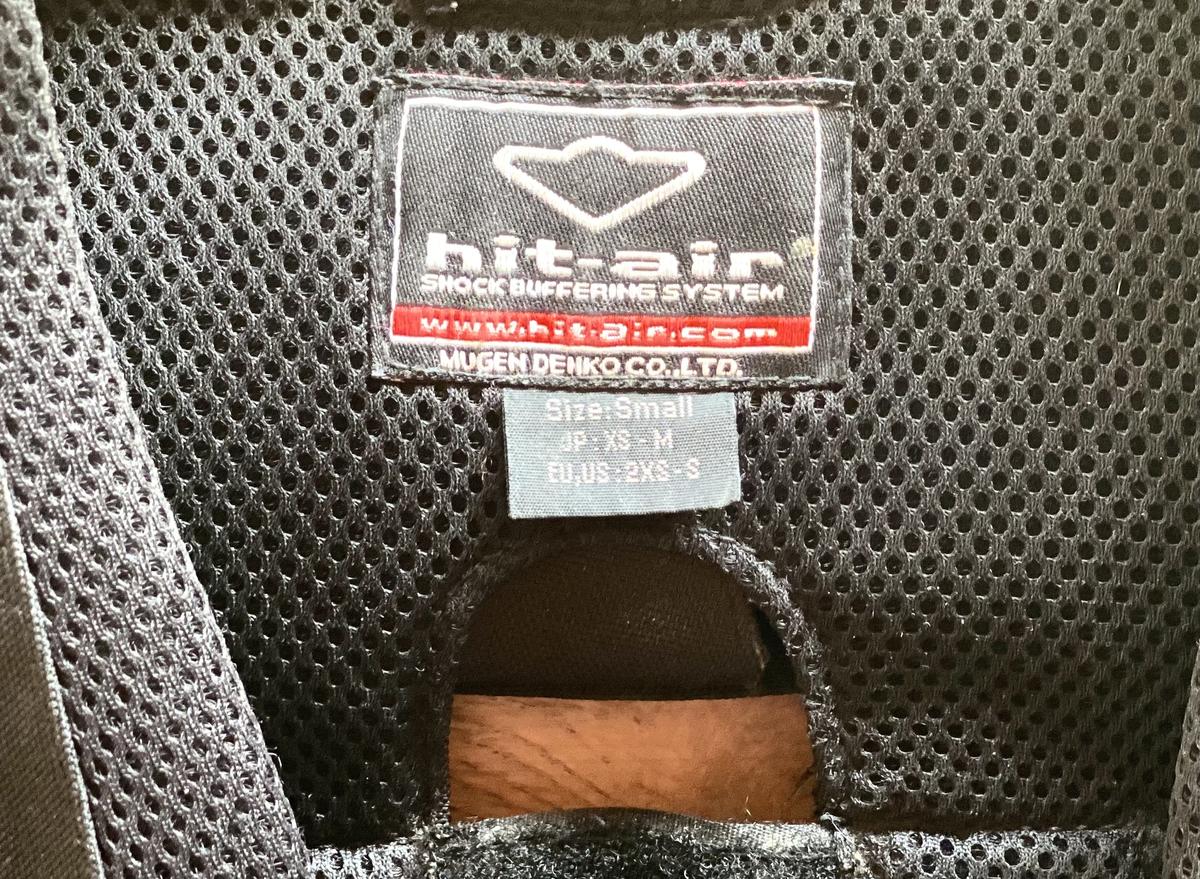 hit-air
SHOCK BUFFERING SYSTEM
www.hit-air.com
MUGEN DENKO CO.,LTD.
Size:Small
JP:XS-M
EU,US:2XS-S